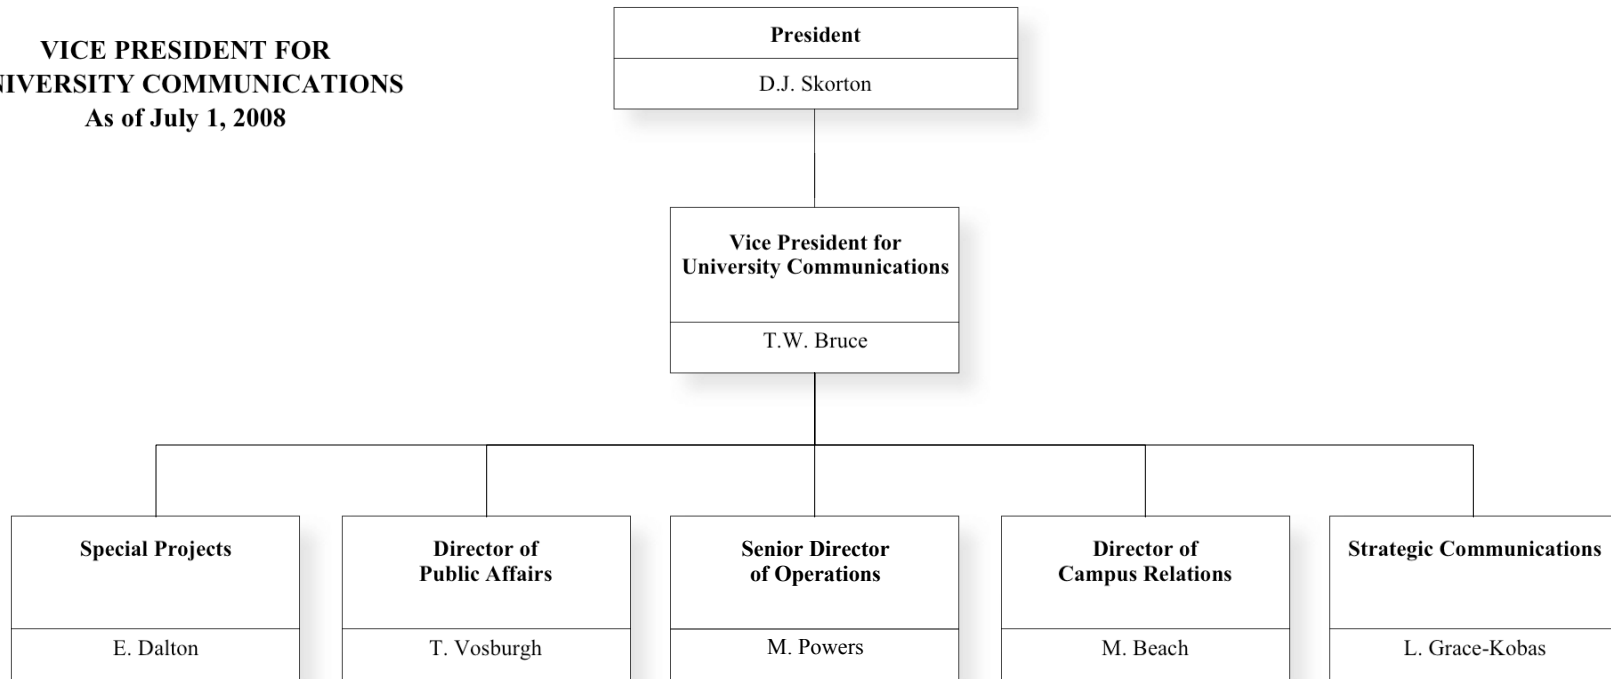 VICE PRESIDENT FOR
NIVERSITY COMMUNICATIONS
As of July 1, 2008
President
D.J. Skorton
Vice President for
University Communications
T.W. Bruce
Special Projects
E. Dalton
Director of
Public Affairs
T. Vosburgh
Senior Director
of Operations
M. Powers
Director of
Campus Relations
M. Beach
Strategic Communications
L. Grace-Kobas